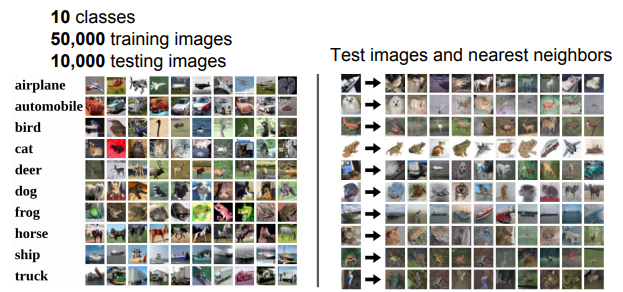 10 classes
50,000 training images
10,000 testing images
airplane
automobile
bird
cat
deer
dog
frog
horse
ship
truck
Test images and nearest neighbors